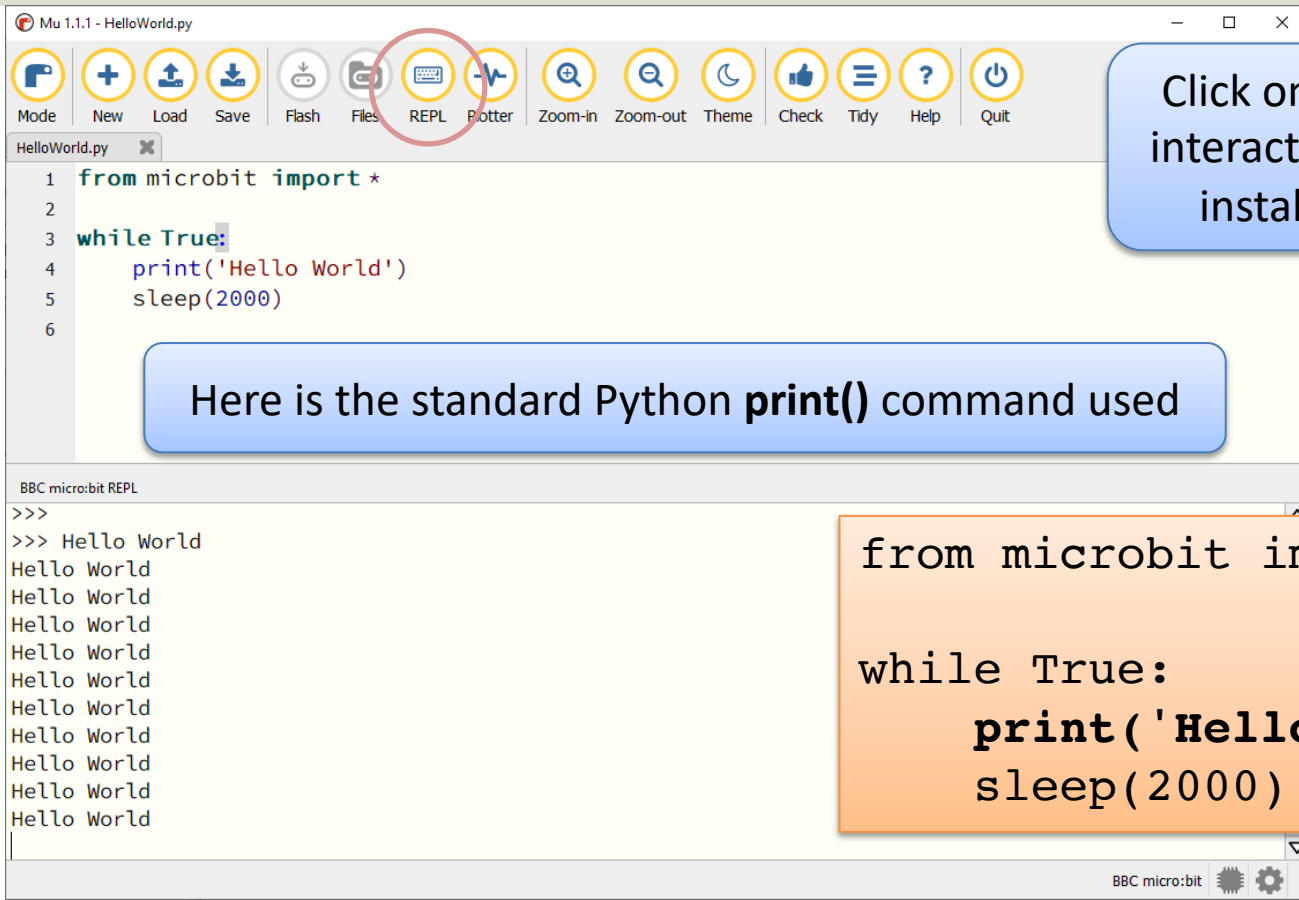 Mu 1.1.1 - HelloWorld.py
Mode New Load Save Flash Files REPL Plotter Zoom-in Zoom-out Theme Check Tidy Help Quit
Click on
interact
instal
HelloWorld.py
1 from microbit import *
2
3 while True:
4     print('Hello World')
5     sleep(2000)
6
Here is the standard Python print() command used
BBC micro:bit REPL
>>>
>>> Hello World
Hello World
Hello World
Hello World
Hello World
Hello World
Hello World
Hello World
Hello World
Hello World
Hello World
from microbit
while True:
    print('Hello
    sleep(2000)
BBC micro:bit